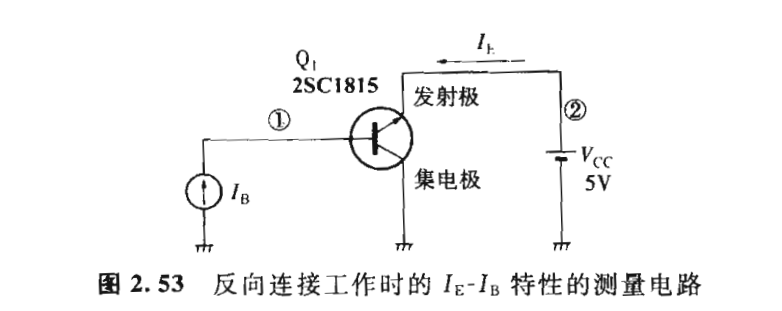 I_E
Q₁
2SC1815
发射极
①
②
V_CC
5V
集电极
I_B
图 2.53 反向连接工作时的 I_E-I_B 特性的测量电路